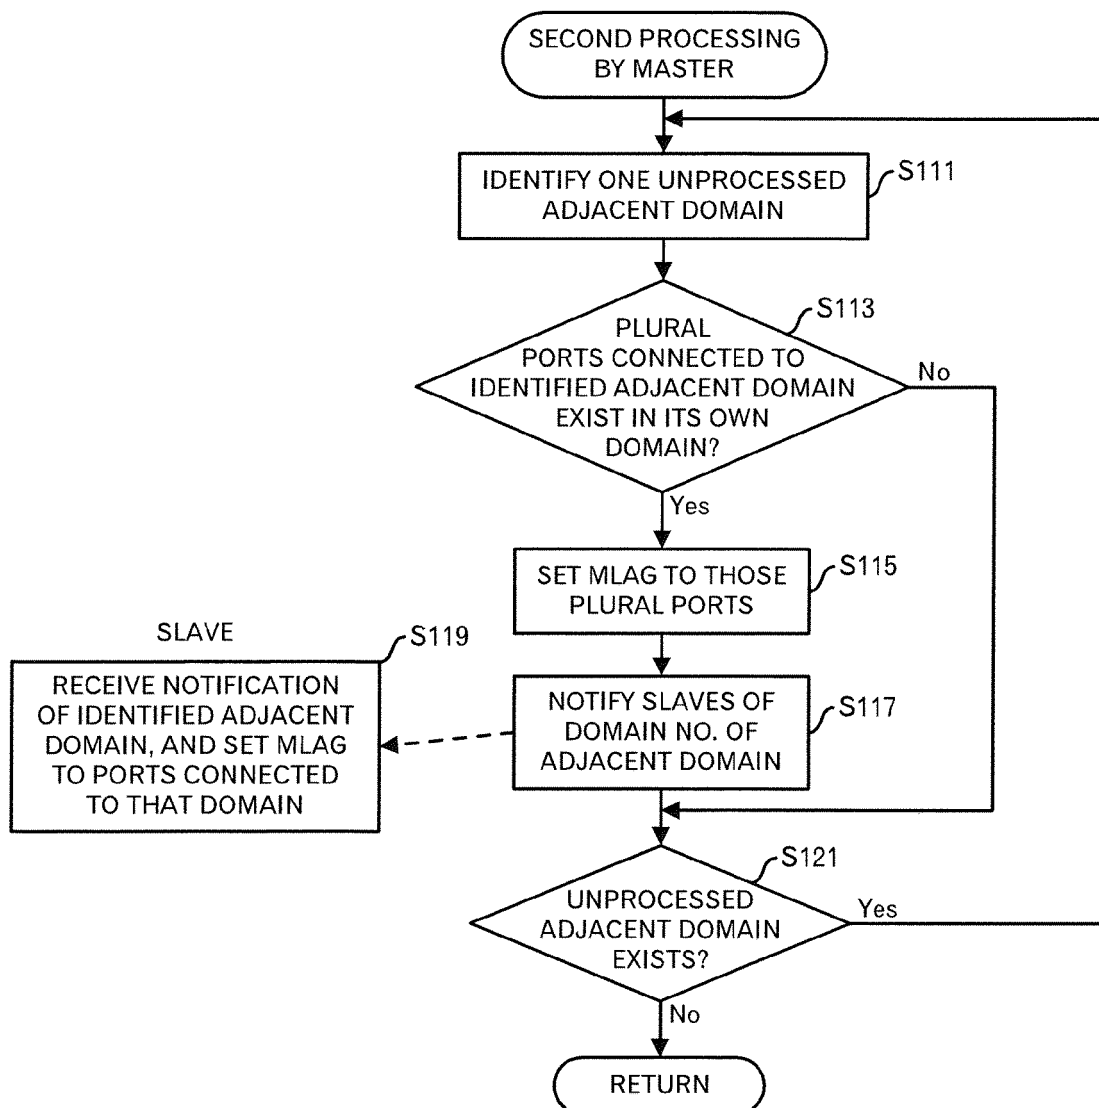 SECOND PROCESSING
BY MASTER
IDENTIFY ONE UNPROCESSED
ADJACENT DOMAIN
S111
PLURAL
PORTS CONNECTED TO
IDENTIFIED ADJACENT DOMAIN
EXIST IN ITS OWN
DOMAIN?
S113
No
Yes
SET MLAG TO THOSE
PLURAL PORTS
S115
SLAVE
S119
RECEIVE NOTIFICATION
OF IDENTIFIED ADJACENT
DOMAIN, AND SET MLAG
TO PORTS CONNECTED
TO THAT DOMAIN
NOTIFY SLAVES OF
DOMAIN NO. OF
ADJACENT DOMAIN
S117
S121
UNPROCESSED
ADJACENT DOMAIN
EXISTS?
Yes
No
RETURN